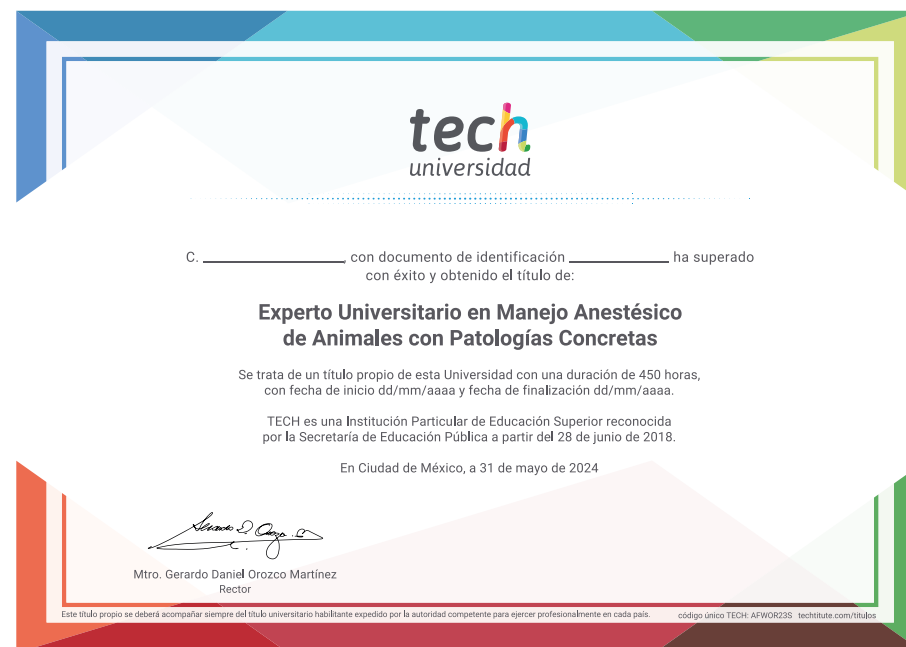 tech
universidad
C. ____________________, con documento de identificación ______________ ha superado
con éxito y obtenido el título de:
Experto Universitario en Manejo Anestésico
de Animales con Patologías Concretas
Se trata de un título propio de esta Universidad con una duración de 450 horas,
con fecha de inicio dd/mm/aaaa y fecha de finalización dd/mm/aaaa.
TECH es una Institución Particular de Educación Superior reconocida
por la Secretaría de Educación Pública a partir del 28 de junio de 2018.
En Ciudad de México, a 31 de mayo de 2024
Mtro. Gerardo Daniel Orozco Martínez
Rector
Este título propio se deberá acompañar siempre del título universitario habilitante expedido por la autoridad competente para ejercer profesionalmente en cada país. código único TECH: AFWOR23S techtitute.com/titulos